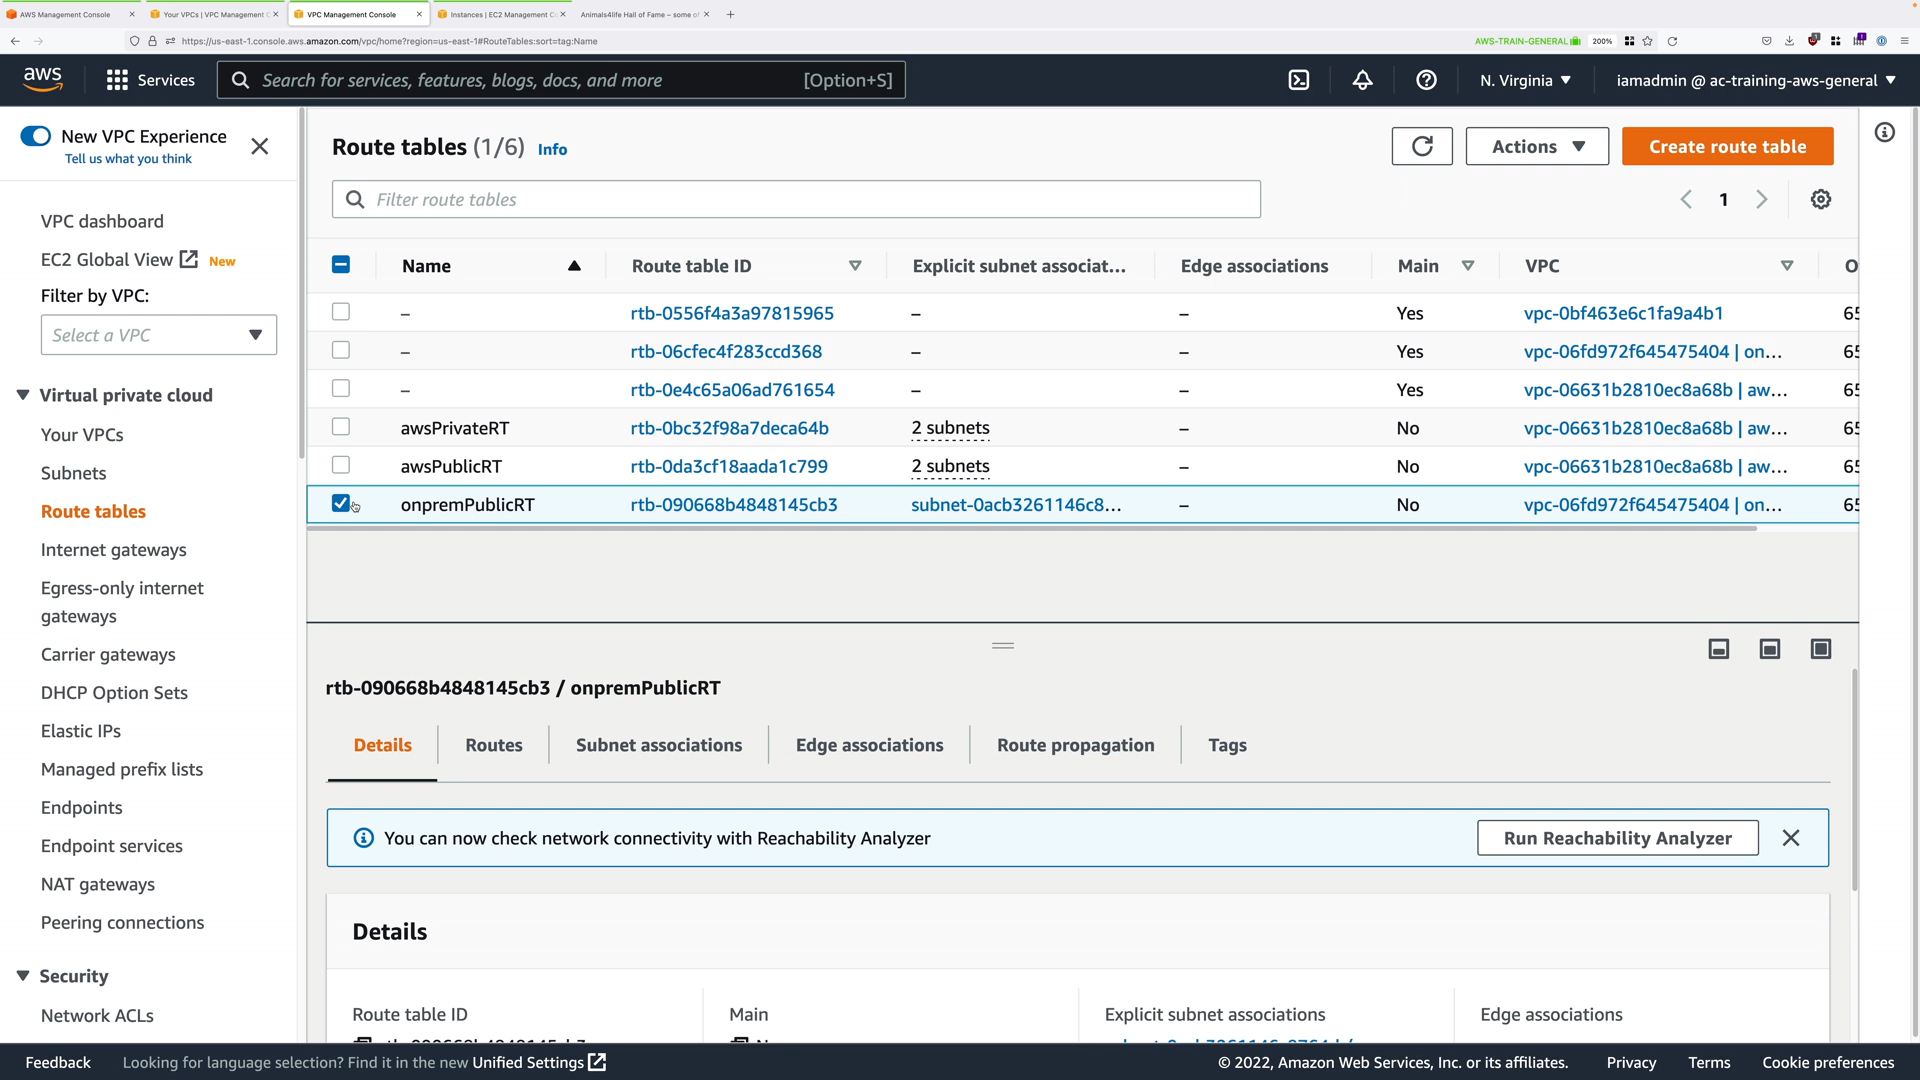 AWS Management Console
Your VPCs | VPC Management C
VPC Management Console
Instances | EC2 Management Co
Animals4life Hall of Fame – some o
https://us-east-1.console.aws.amazon.com/vpc/home?region=us-east-1#RouteTables:sort=tag:Name
AWS-TRAIN-GENERAL
200%
aws
Services
Search for services, features, blogs, docs, and more
[Option+S]
N. Virginia
iamadmin @ ac-training-aws-general
New VPC Experience
Tell us what you think
VPC dashboard
EC2 Global View
New
Filter by VPC:
Select a VPC
Virtual private cloud
Your VPCs
Subnets
Route tables
Internet gateways
Egress-only internet
gateways
Carrier gateways
DHCP Option Sets
Elastic IPs
Managed prefix lists
Endpoints
Endpoint services
NAT gateways
Peering connections
Security
Network ACLs
Route tables (1/6) Info
Actions
Create route table
Filter route tables
1
Name Route table ID Explicit subnet associat... Edge associations Main VPC O
– rtb-0556f4a3a97815965 – – Yes vpc-0bf463e6c1fa9a4b1 65
– rtb-06cfec4f283ccd368 – – Yes vpc-06fd972f645475404 | on... 65
– rtb-0e4c65a06ad761654 – – Yes vpc-06631b2810ec8a68b | aw... 65
awsPrivateRT rtb-0bc32f98a7deca64b 2 subnets – No vpc-06631b2810ec8a68b | aw... 65
awsPublicRT rtb-0da3cf18aada1c799 2 subnets – No vpc-06631b2810ec8a68b | aw... 65
onpremPublicRT rtb-090668b4848145cb3 subnet-0acb3261146c8... – No vpc-06fd972f645475404 | on... 65
rtb-090668b4848145cb3 / onpremPublicRT
Details
Routes
Subnet associations
Edge associations
Route propagation
Tags
You can now check network connectivity with Reachability Analyzer
Run Reachability Analyzer
Details
Route table ID
Main
Explicit subnet associations
Edge associations
Feedback
Looking for language selection? Find it in the new Unified Settings
© 2022, Amazon Web Services, Inc. or its affiliates.
Privacy
Terms
Cookie preferences